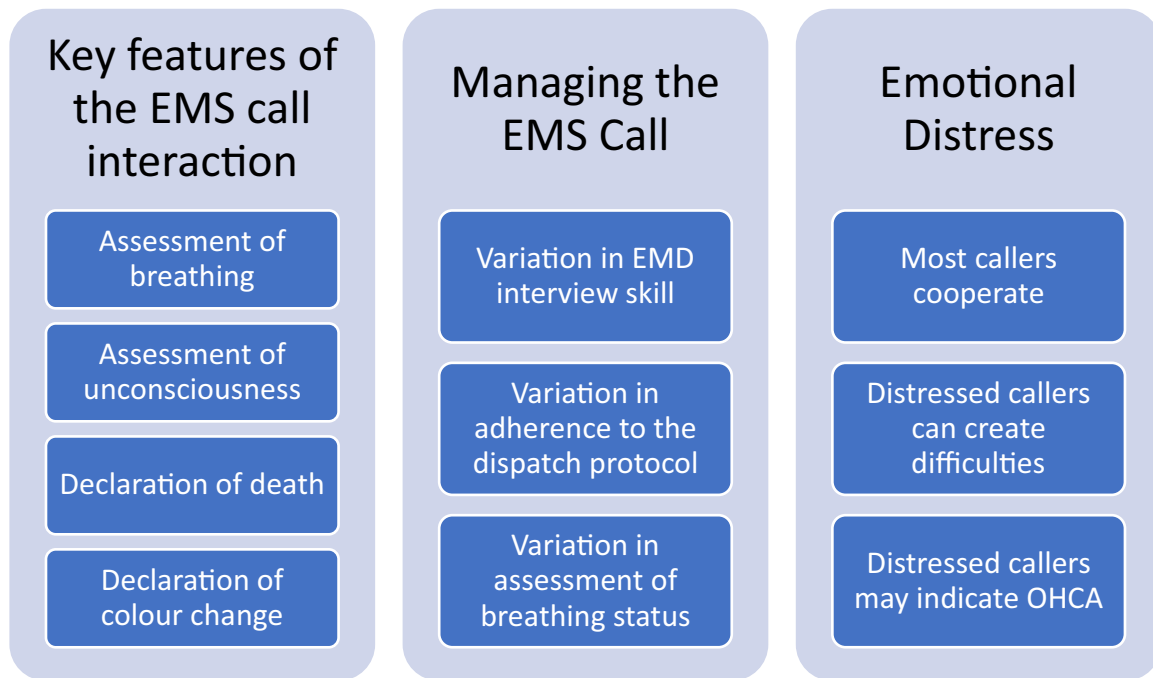 Key features of
the EMS call
interaction
Assessment of
breathing
Assessment of
unconsciousness
Declaration of death
Declaration of
colour change
Managing the
EMS Call
Variation in EMD
interview skill
Variation in
adherence to the
dispatch protocol
Variation in
assessment of
breathing status
Emotional
Distress
Most callers
cooperate
Distressed callers
can create
difficulties
Distressed callers
may indicate OHCA